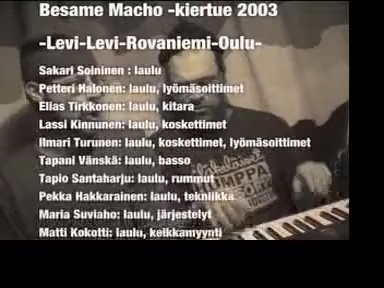 Besame Macho -kiertue 2003
-Levi-Levi-Rovaniemi-Oulu-
Sakari Soininen : laulu
Petteri Halonen: laulu, lyömäsoittimet
Elias Tirkkonen: laulu, kitara
Lassi Kinnunen: laulu, koskettimet
Ilmari Turunen: laulu, koskettimet, lyömäsoittimet
Tapani Vänskä: laulu, basso
Tapio Santaharju: laulu, rummut
Pekka Hakkarainen: laulu, tekniikka
Maria Suviaho: laulu, järjestelyt
Matti Kokotti: laulu, kelkkamyynti